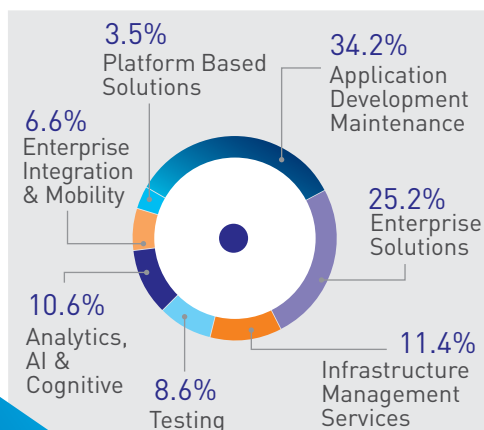 3.5%
Platform Based
Solutions
34.2%
Application
Development
Maintenance
6.6%
Enterprise
Integration
& Mobility
25.2%
Enterprise
Solutions
10.6%
Analytics,
AI &
Cognitive
8.6%
Testing
11.4%
Infrastructure
Management
Services